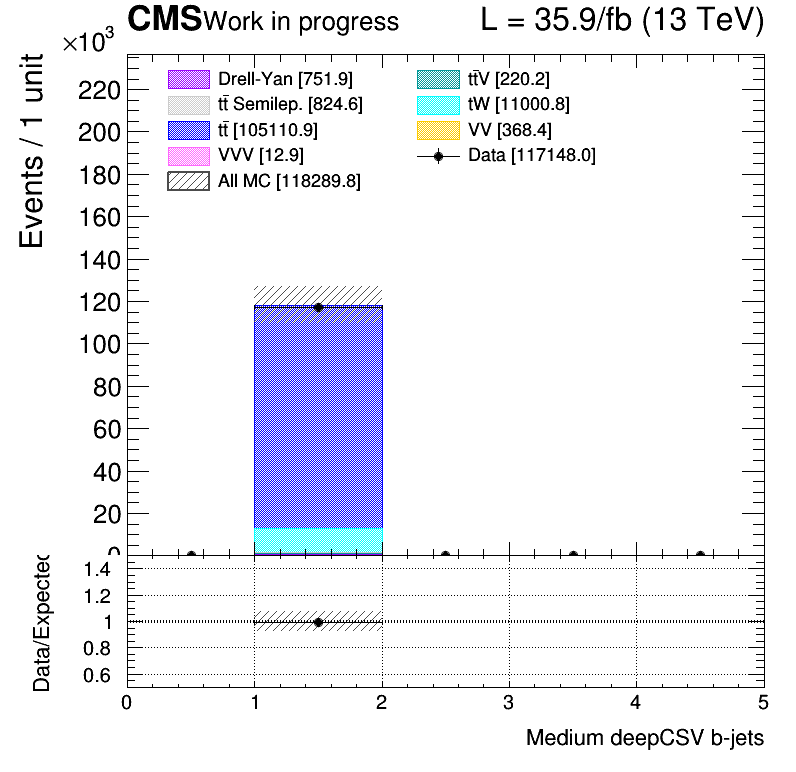 CMS Work in progress L = 35.9/fb (13 TeV)
×10³
Events / 1 unit
Drell-Yan [751.9]
tt̄ Semilep. [824.6]
tt̄ [105110.9]
VVV [12.9]
All MC [118289.8]
tt̄V [220.2]
tW [11000.8]
VV [368.4]
Data [117148.0]
220
200
180
160
140
120
100
80
60
40
20
0
Data/Expected
1.4
1.2
1
0.8
0.6
0 1 2 3 4 5
Medium deepCSV b-jets